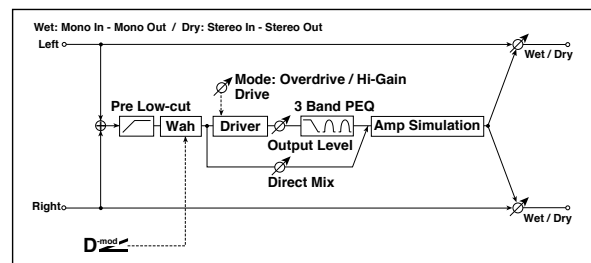 Wet: Mono In - Mono Out / Dry: Stereo In - Stereo Out
Left
Wet / Dry
Mode: Overdrive / Hi-Gain
Drive
Pre Low-cut
3 Band PEQ
Wah
Driver
Amp Simulation
Output Level
Direct Mix
Right
Wet / Dry
D-mod